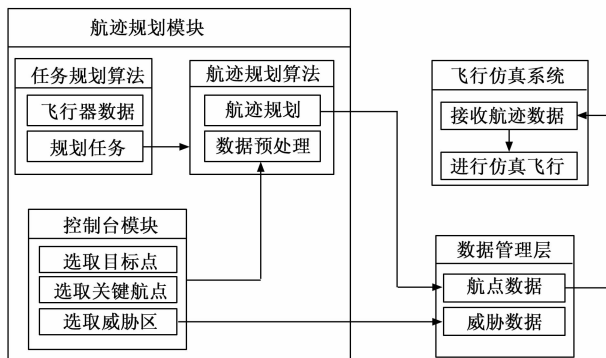 航迹规划模块
任务规划算法
飞行器数据
规划任务
航迹规划算法
航迹规划
数据预处理
控制台模块
选取目标点
选取关键航点
选取威胁区
飞行仿真系统
接收航迹数据
进行仿真飞行
数据管理层
航点数据
威胁数据